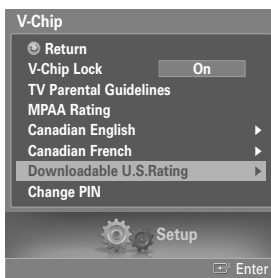 V-Chip
Return
V-Chip Lock On
TV Parental Guidelines
MPAA Rating
Canadian English
Canadian French
Downloadable U.S.Rating
Change PIN
Setup
Enter